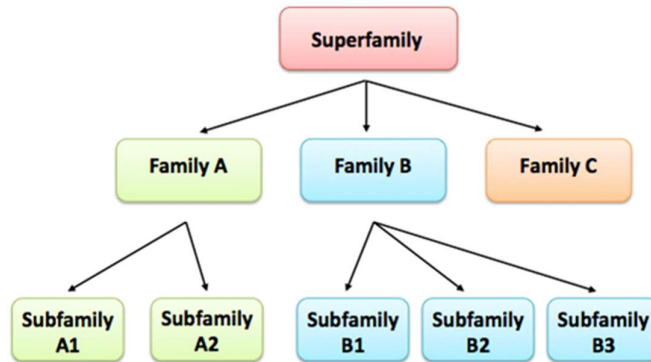 Superfamily
Family A
Family B
Family C
Subfamily
A1
Subfamily
A2
Subfamily
B1
Subfamily
B2
Subfamily
B3